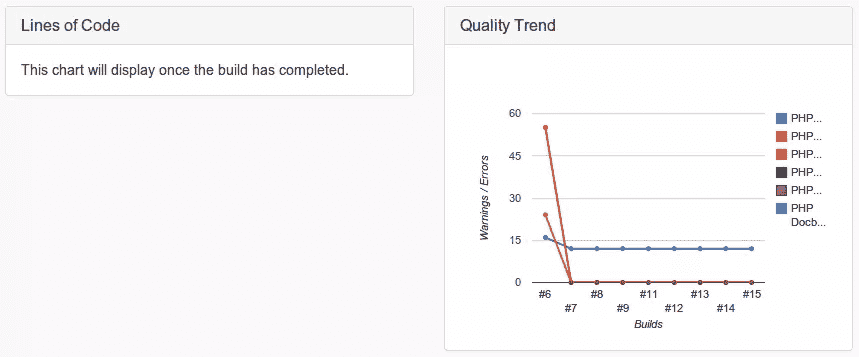 Lines of Code
This chart will display once the build has completed.
Quality Trend
60
45
30
15
0
Warnings / Errors
#6
#7
#8
#9
#11
#12
#13
#14
#15
Builds
PHP...
PHP...
PHP...
PHP...
PHP...
PHP
Docb...